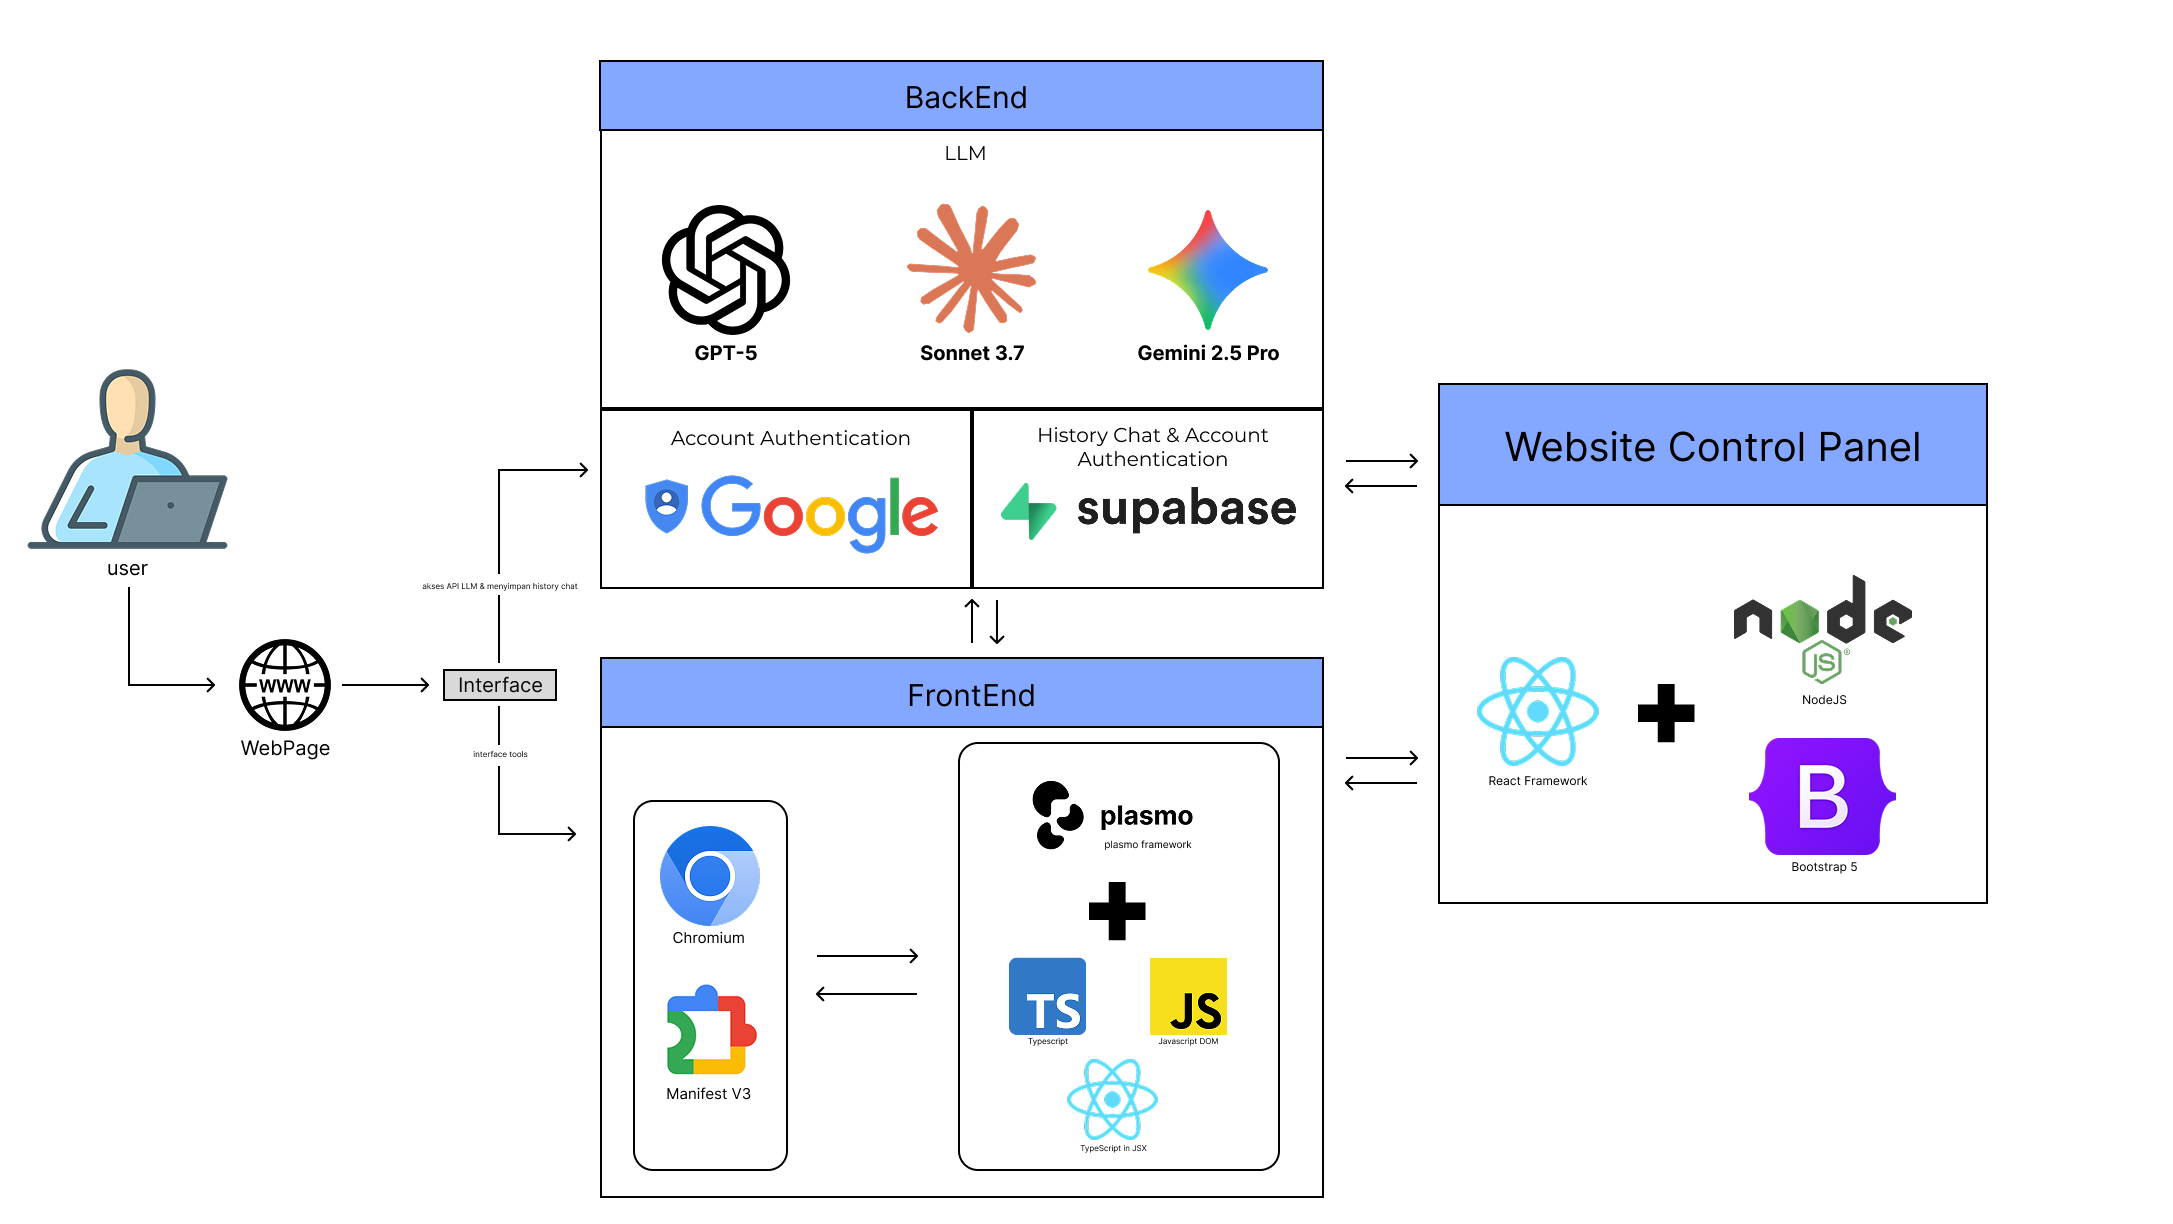 BackEnd
LLM
GPT-5
Sonnet 3.7
Gemini 2.5 Pro
Account Authentication
Google
History Chat & Account
Authentication
supabase
user
WWW
WebPage
Interface
akses API LLM & menyimpan history chat
interface tools
FrontEnd
Chromium
Manifest V3
plasmo
plasmo framework
TS
Typescript
JS
Javascript DOM
TypeScript in JSX
Website Control Panel
React Framework
node
JS
®
NodeJS
B
Bootstrap 5